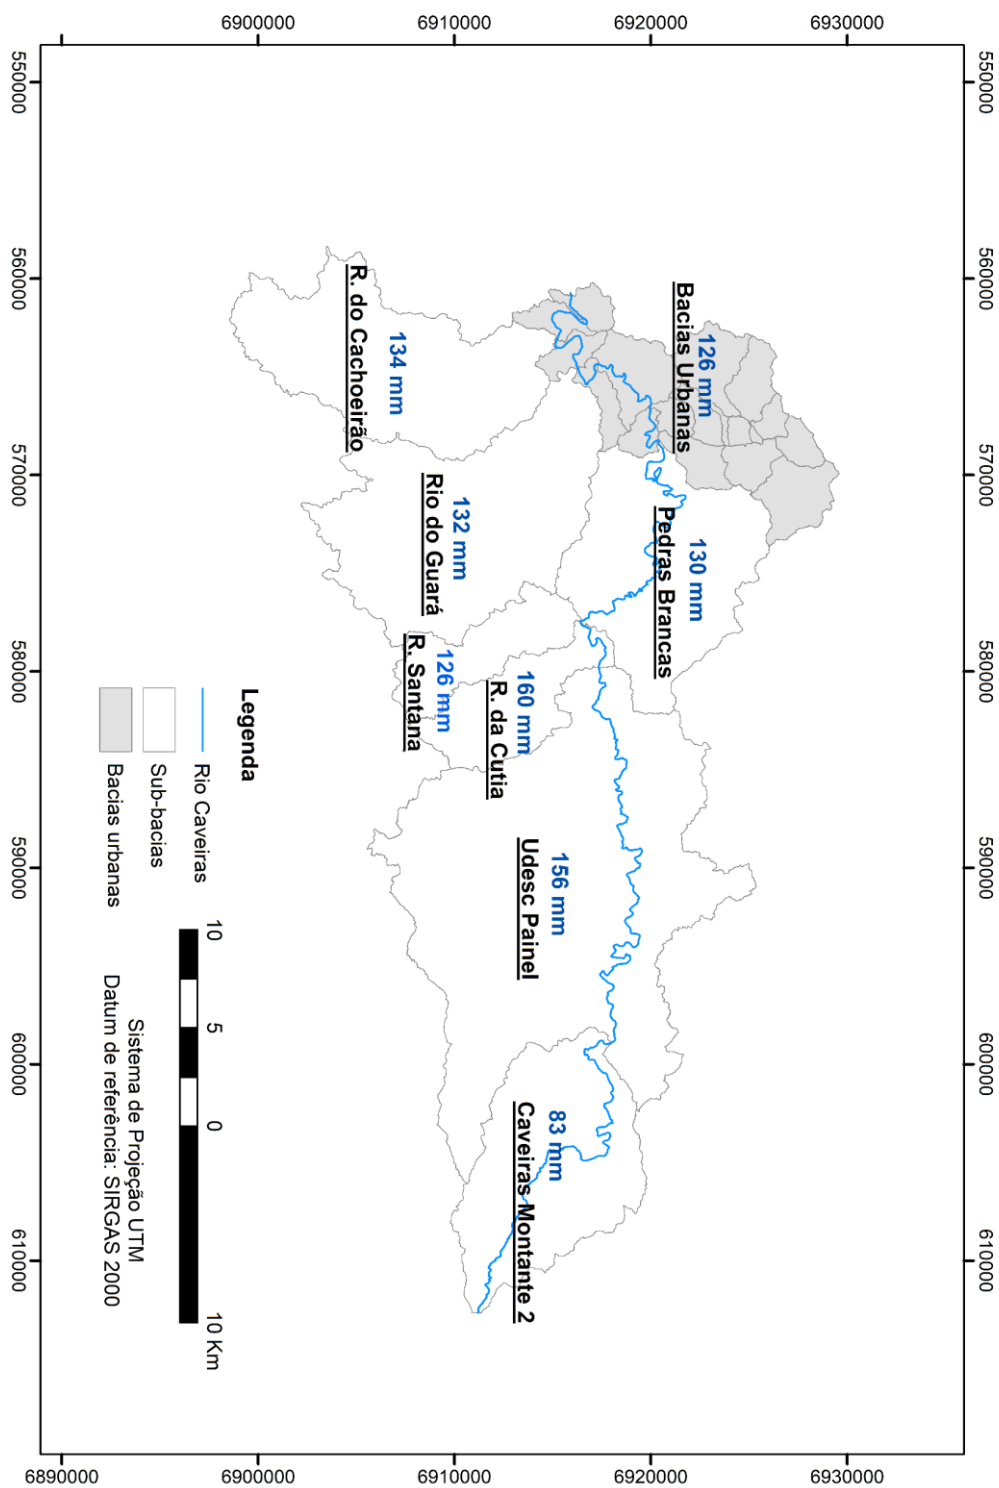 6900000
6910000
6920000
6930000
550000
550000
560000
560000
570000
570000
580000
580000
590000
590000
600000
600000
610000
610000
126 mm
Bacias Urbanas
134 mm
R. do Cachoeirão
132 mm
Rio do Guará
130 mm
Pedras Brancas
126 mm
R. Santana
160 mm
R. da Cutia
156 mm
Udesc Painel
83 mm
Caveiras Montante 2
Legenda
Rio Caveiras
Sub-bacias
Bacias urbanas
10
5
0
10 Km
Sistema de Projeção UTM
Datum de referência: SIRGAS 2000
6890000
6900000
6910000
6920000
6930000